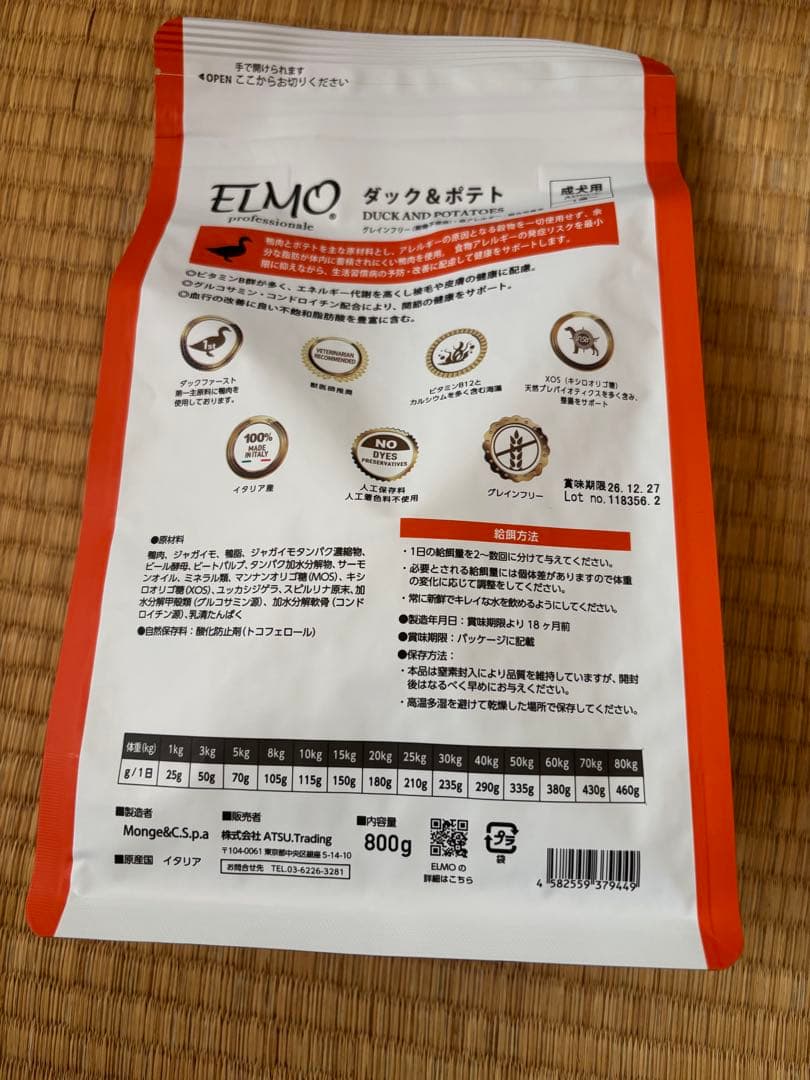 手で開けられます
◀OPEN ここからお切りください
ELMO®
professionale
ダック＆ポテト
DUCK AND POTATOES
成犬用
グレインフリー
鴨肉とポテトを主な原材料とし、アレルギーの原因となる穀物を一切使用せず、余
分な脂肪が体内に蓄積されにくい鴨肉を使用。食物アレルギーの発症リスクを最小
限に抑えながら、生活習慣病の予防・改善に配慮して健康をサポートします。
◎ビタミンB群が多く、エネルギー代謝を高くし被毛や皮膚の健康に配慮。
◎グルコサミン・コンドロイチン配合により、関節の健康をサポート。
◎血行の改善に良い不飽和脂肪酸を豊富に含む。
1st
ダックファースト
第一主原料に鴨肉を
使用しております。
VETERINARIAN
RECOMMENDED
獣医師推奨
ビタミンB12と
カルシウムを多く含む海藻
XOS（キシロオリゴ糖）
天然プレバイオティクスを多く含み、
整腸をサポート
100%
MADE
IN ITALY
イタリア産
NO
DYES
PRESERVATIVES
人工保存料
人工着色料不使用
グレインフリー
賞味期限26.12.27
Lot no.118356.2
●原材料
鴨肉、ジャガイモ、鴨脂、ジャガイモタンパク濃縮物、
ビール酵母、ビートパルプ、タンパク加水分解物、サーモ
ンオイル、ミネラル類、マンナンオリゴ糖(MOS)、キシ
ロオリゴ糖(XOS)、ユッカシジゲラ、スピルリナ原末、加
水分解甲殻類(グルコサミン源)、加水分解軟骨(コンド
ロイチン源)、乳清たんぱく
●自然保存料：酸化防止剤(トコフェロール)
給餌方法
・1日の給餌量を2〜数回に分けて与えてください。
・必要とされる給餌量には個体差がありますので体重
の変化に応じて調整をしてください。
・常に新鮮でキレイな水を飲めるようにしてください。
●製造年月日：賞味期限より18ヶ月前
●賞味期限：パッケージに記載
●保存方法：
・本品は窒素封入により品質を維持していますが、開封
後はなるべく早めにお与えください。
・高温多湿を避けて乾燥した場所で保存してください。
体重(kg) 1kg 3kg 5kg 8kg 10kg 15kg 20kg 25kg 30kg 40kg 50kg 60kg 70kg 80kg
g/1日 25g 50g 70g 105g 115g 150g 180g 210g 235g 290g 335g 380g 430g 460g
■製造者
Monge&C.S.p.a
■原産国 イタリア
■販売者
株式会社 ATSU.Trading
〒104-0061 東京都中央区銀座 5-14-10
お問合せ先 TEL.03-6226-3281
■内容量
800g
ELMOの
詳細はこちら
プラ
袋
4 582559 379449